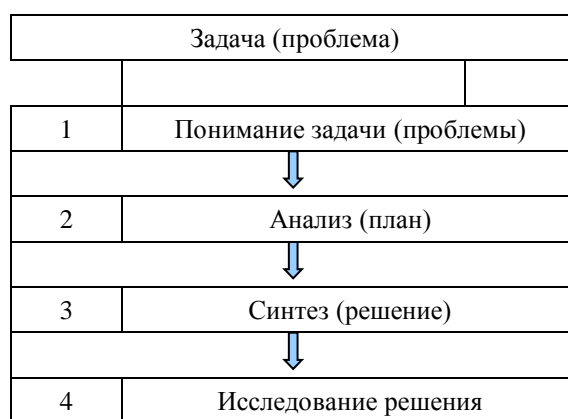 Задача (проблема)
1 Понимание задачи (проблемы)
2 Анализ (план)
3 Синтез (решение)
4 Исследование решения